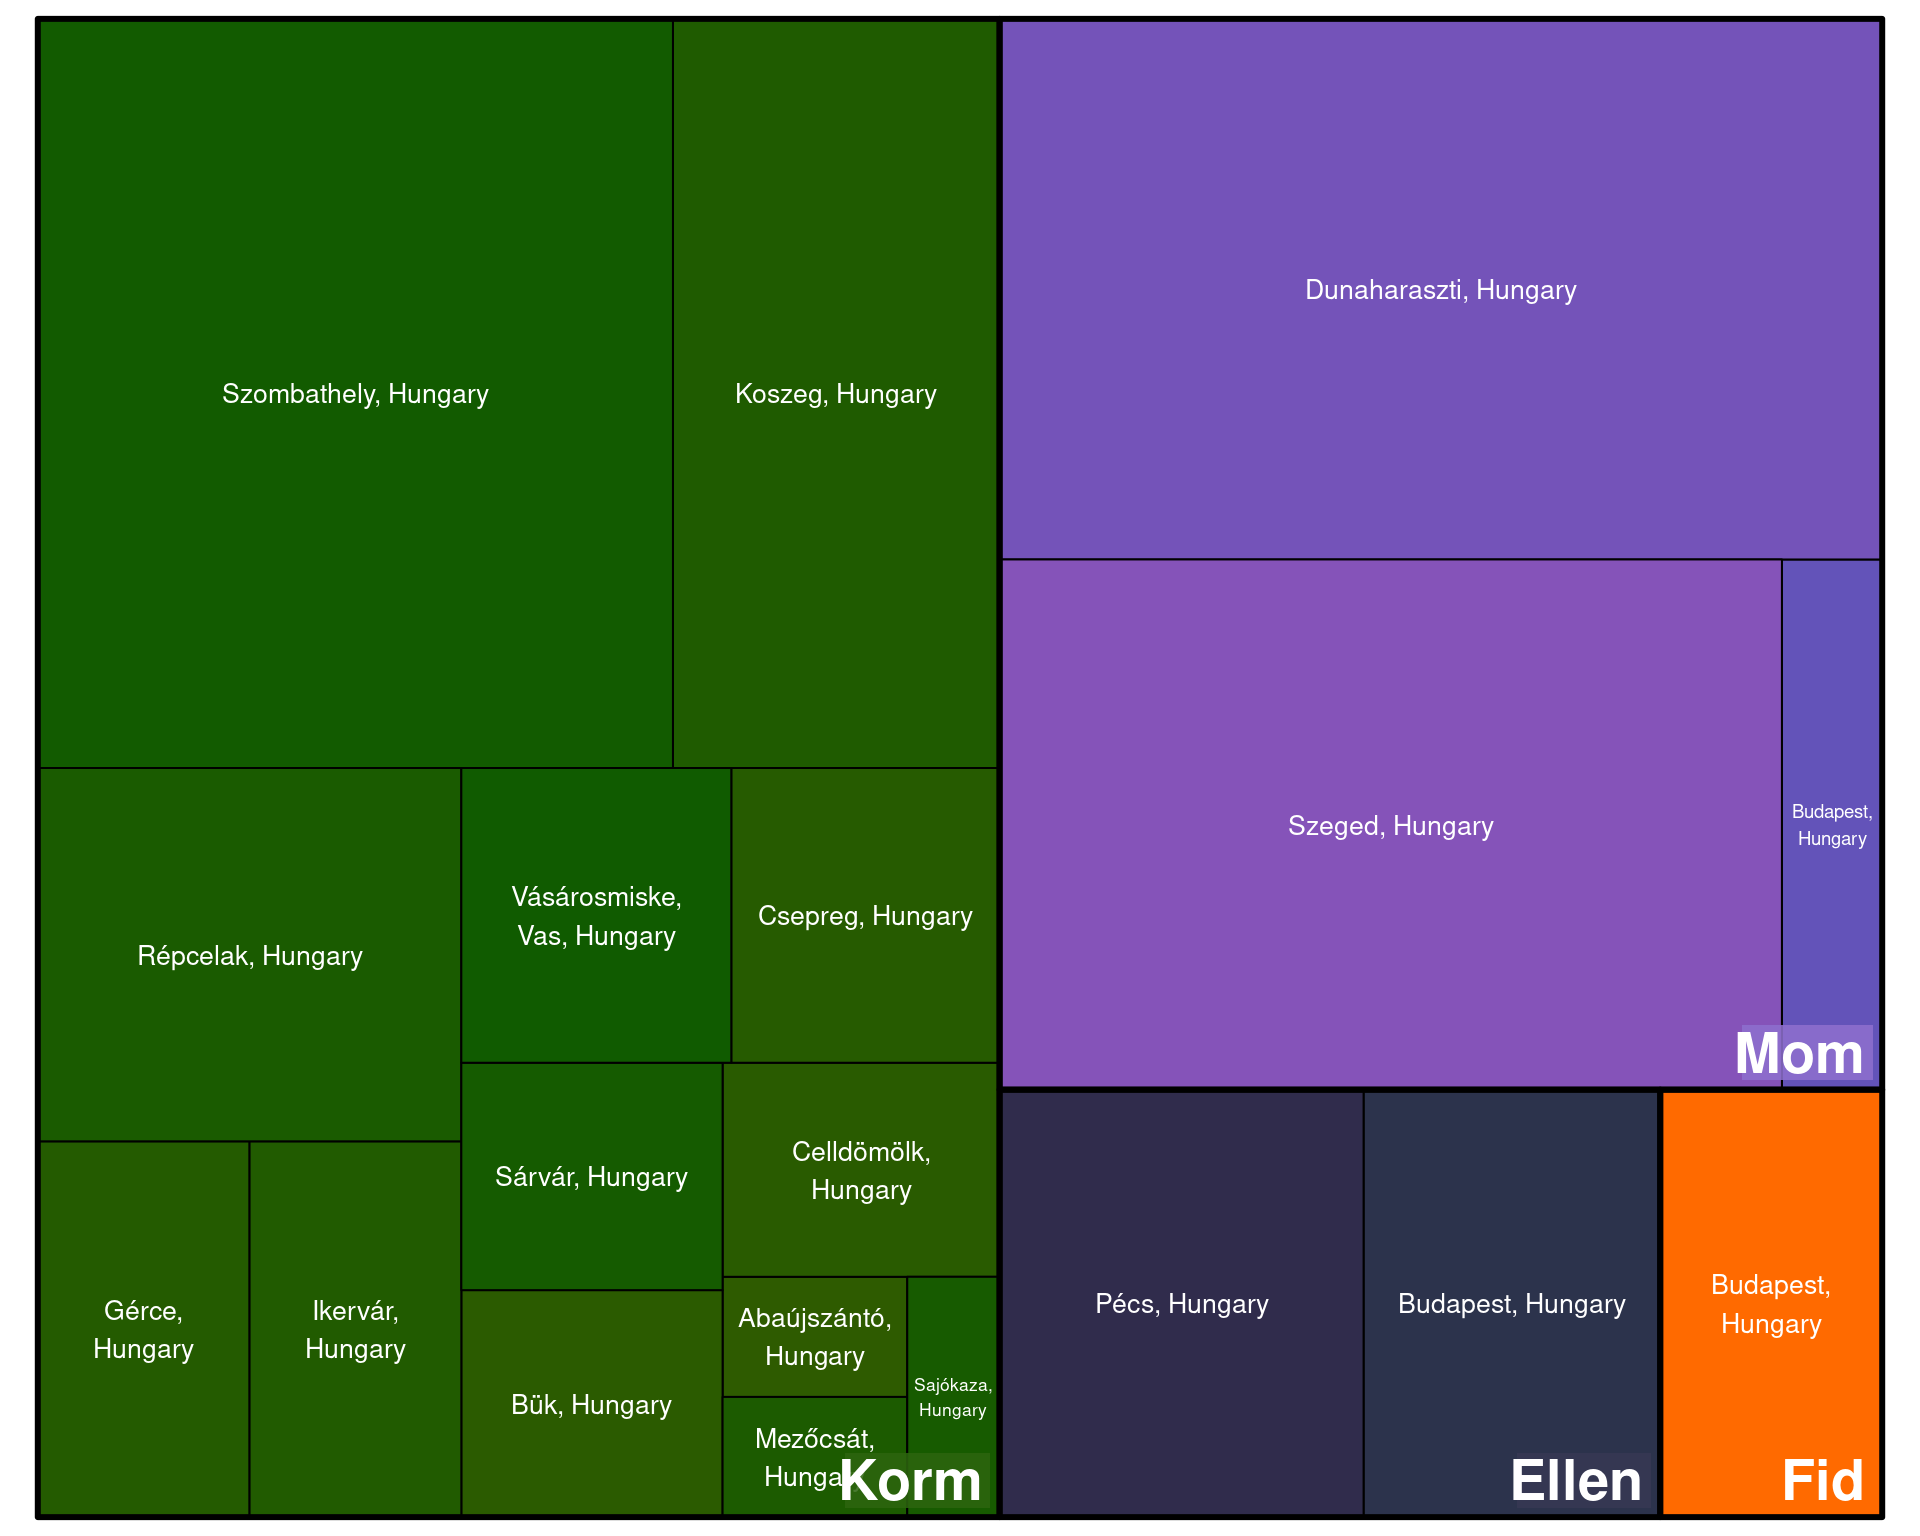 Szombathely, Hungary
Koszeg, Hungary
Répcelak, Hungary
Vásárosmiske,
Vas, Hungary
Csepreg, Hungary
Gérce,
Hungary
Ikervár,
Hungary
Sárvár, Hungary
Celldömölk,
Hungary
Bük, Hungary
Abaújszántó,
Hungary
Mezőcsát,
Hunga
Sajókaza,
Hungary
Korm
Dunaharaszti, Hungary
Szeged, Hungary
Budapest,
Hungary
Mom
Pécs, Hungary
Budapest, Hungary
Ellen
Budapest,
Hungary
Fid